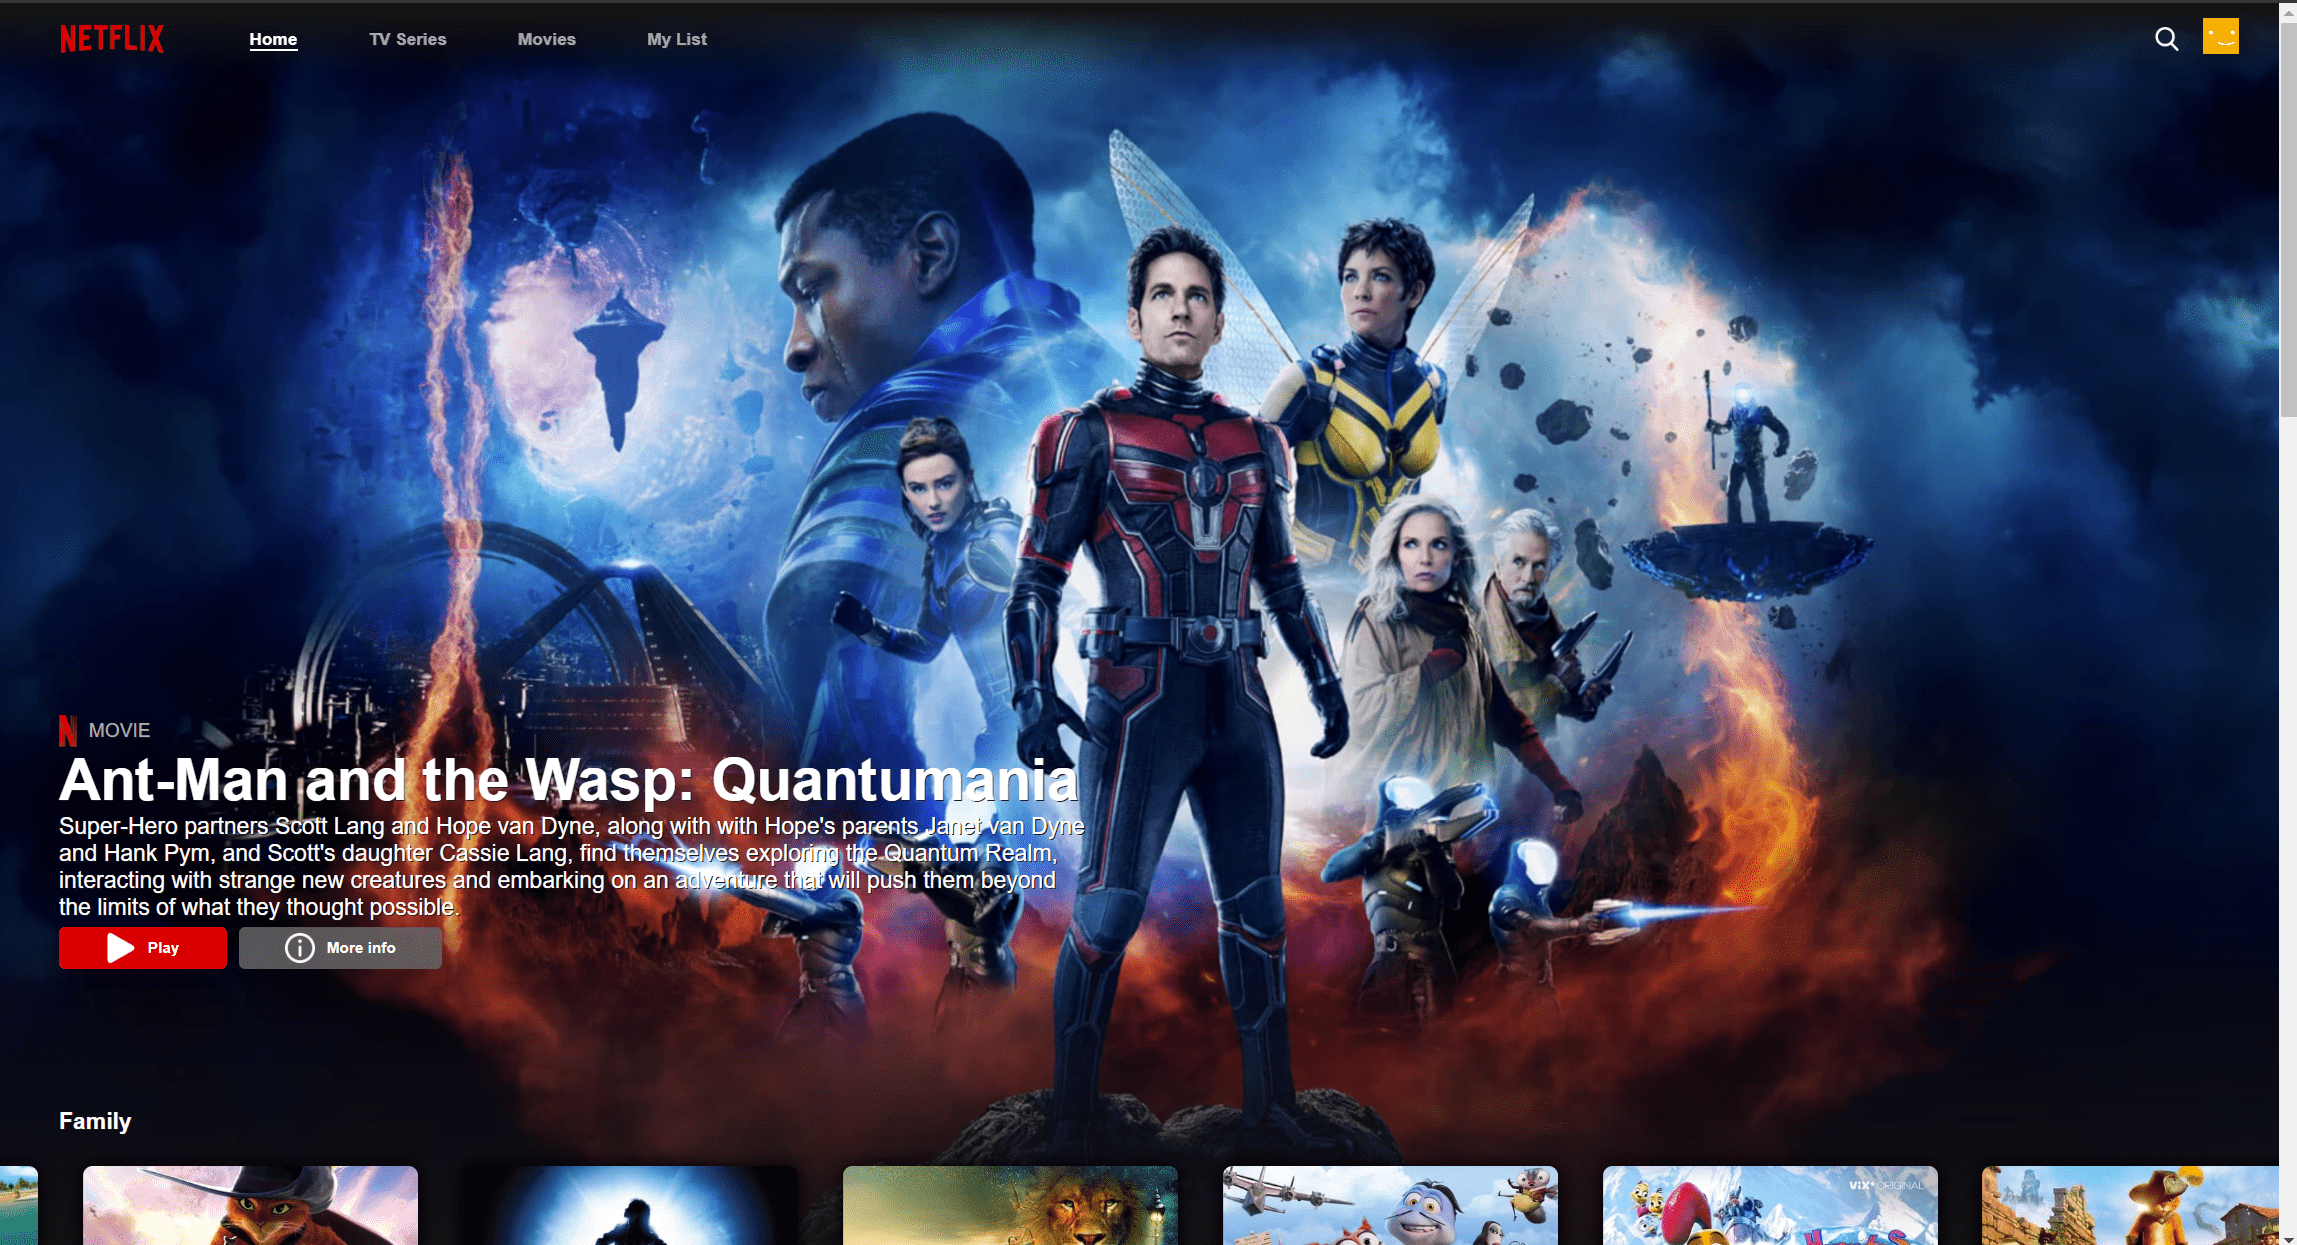 NETFLIX
Home TV Series Movies My List
MOVIE
Ant-Man and the Wasp: Quantumania
Super-Hero partners Scott Lang and Hope van Dyne, along with with Hope's parents Janet van Dyne
and Hank Pym, and Scott's daughter Cassie Lang, find themselves exploring the Quantum Realm,
interacting with strange new creatures and embarking on an adventure that will push them beyond
the limits of what they thought possible.
Play More info
Family
ViX+ ORIGINAL